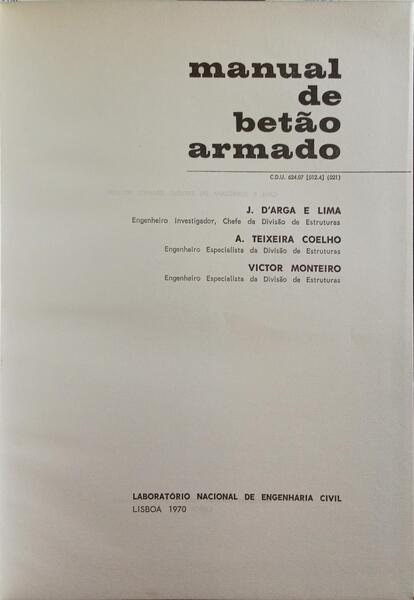 manual
de
betão
armado
C.D.U. 624.07 [012.4] (021)
J. D'ARGA E LIMA
Engenheiro Investigador, Chefe da Divisão de Estruturas
A. TEIXEIRA COELHO
Engenheiro Especialista da Divisão de Estruturas
VICTOR MONTEIRO
Engenheiro Especialista da Divisão de Estruturas
LABORATÓRIO NACIONAL DE ENGENHARIA CIVIL
LISBOA 1970